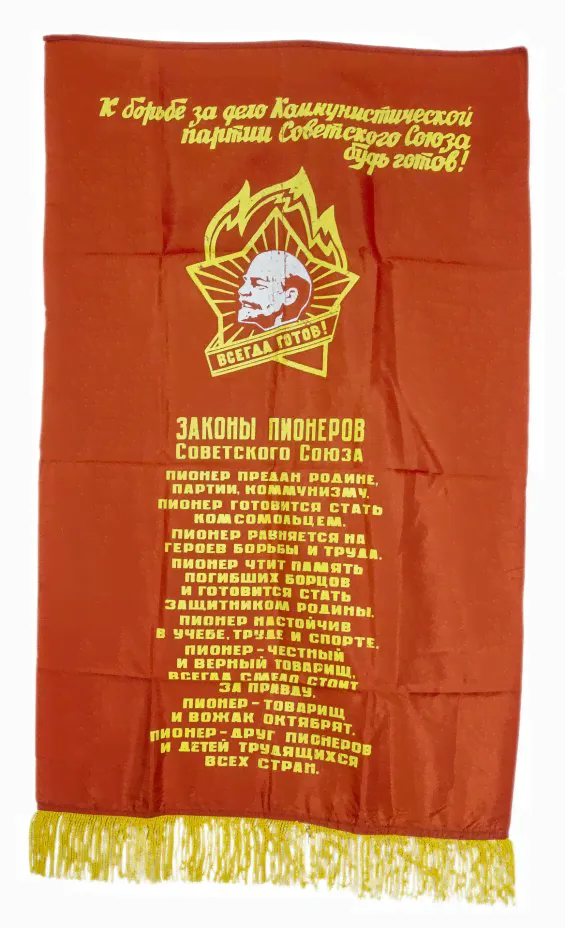 К борьбе за дело Коммунистической
партии Советского Союза
будь готов!
ВСЕГДА ГОТОВ!
ЗАКОНЫ ПИОНЕРОВ
СОВЕТСКОГО СОЮЗА
ПИОНЕР ПРЕДАН РОДИНЕ,
ПАРТИИ, КОММУНИЗМУ.
ПИОНЕР ГОТОВИТСЯ СТАТЬ
КОМСОМОЛЬЦЕМ.
ПИОНЕР РАВНЯЕТСЯ НА
ГЕРОЕВ БОРЬБЫ И ТРУДА.
ПИОНЕР ЧТИТ ПАМЯТЬ
ПОГИБШИХ БОРЦОВ
И ГОТОВИТСЯ СТАТЬ
ЗАЩИТНИКОМ РОДИНЫ.
ПИОНЕР НАСТОЙЧИВ
В УЧЕБЕ, ТРУДЕ И СПОРТЕ.
ПИОНЕР - ЧЕСТНЫЙ
И ВЕРНЫЙ ТОВАРИЩ,
ВСЕГДА СМЕЛО СТОИТ
ЗА ПРАВДУ.
ПИОНЕР - ТОВАРИЩ
И ВОЖАК ОКТЯБРЯТ.
ПИОНЕР - ДРУГ ПИОНЕРОВ
И ДЕТЕЙ ТРУДЯЩИХСЯ
ВСЕХ СТРАН.